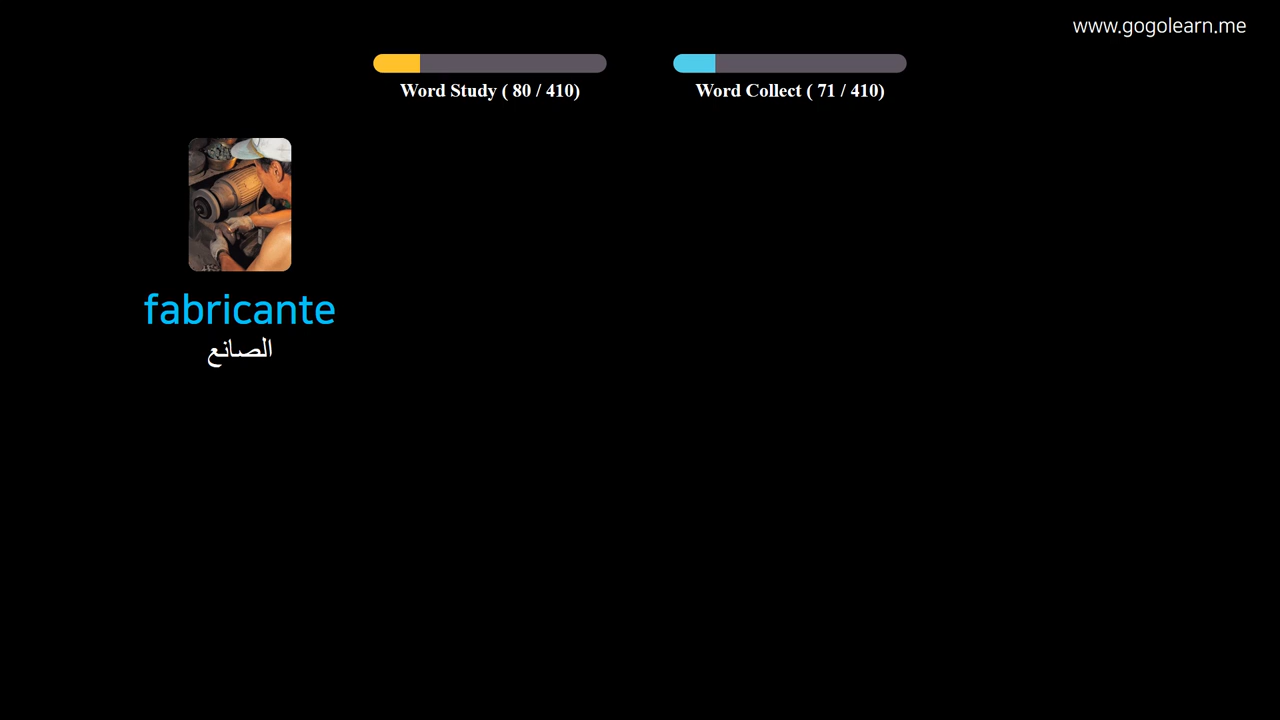 www.gogolearn.me
Word Study ( 80 / 410)
Word Collect ( 71 / 410)
fabricante
الصانع